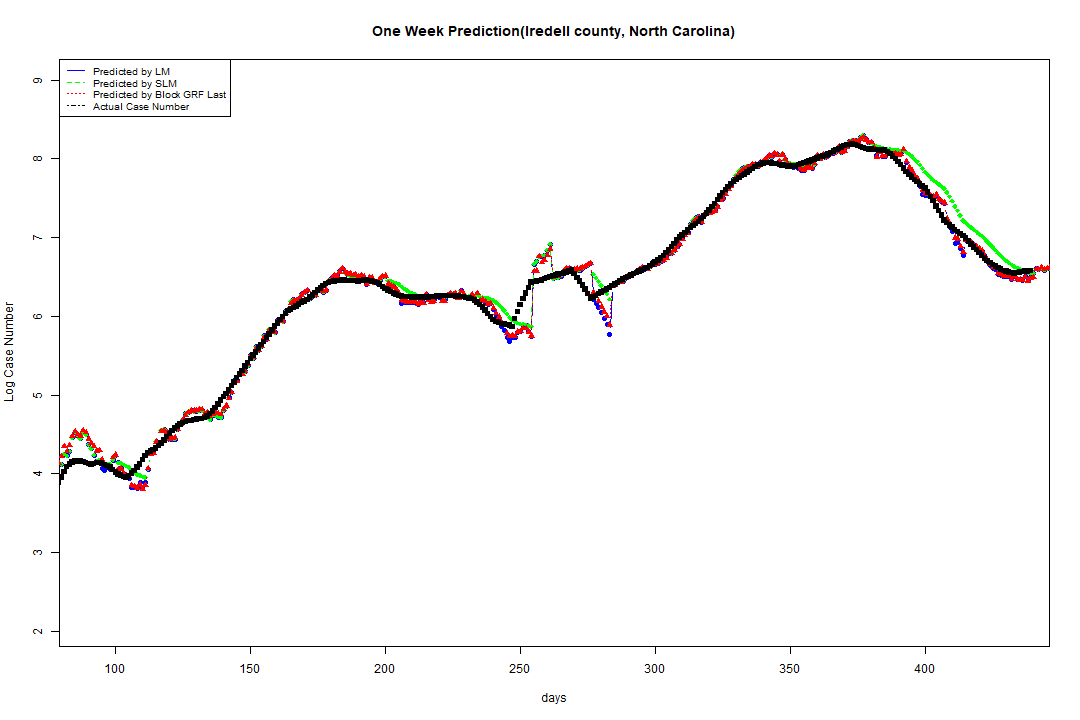 One Week Prediction(Iredell county, North Carolina)
Predicted by LM
Predicted by SLM
Predicted by Block GRF Last
Actual Case Number
Log Case Number
9
8
7
6
5
4
3
2
100 150 200 250 300 350 400
days